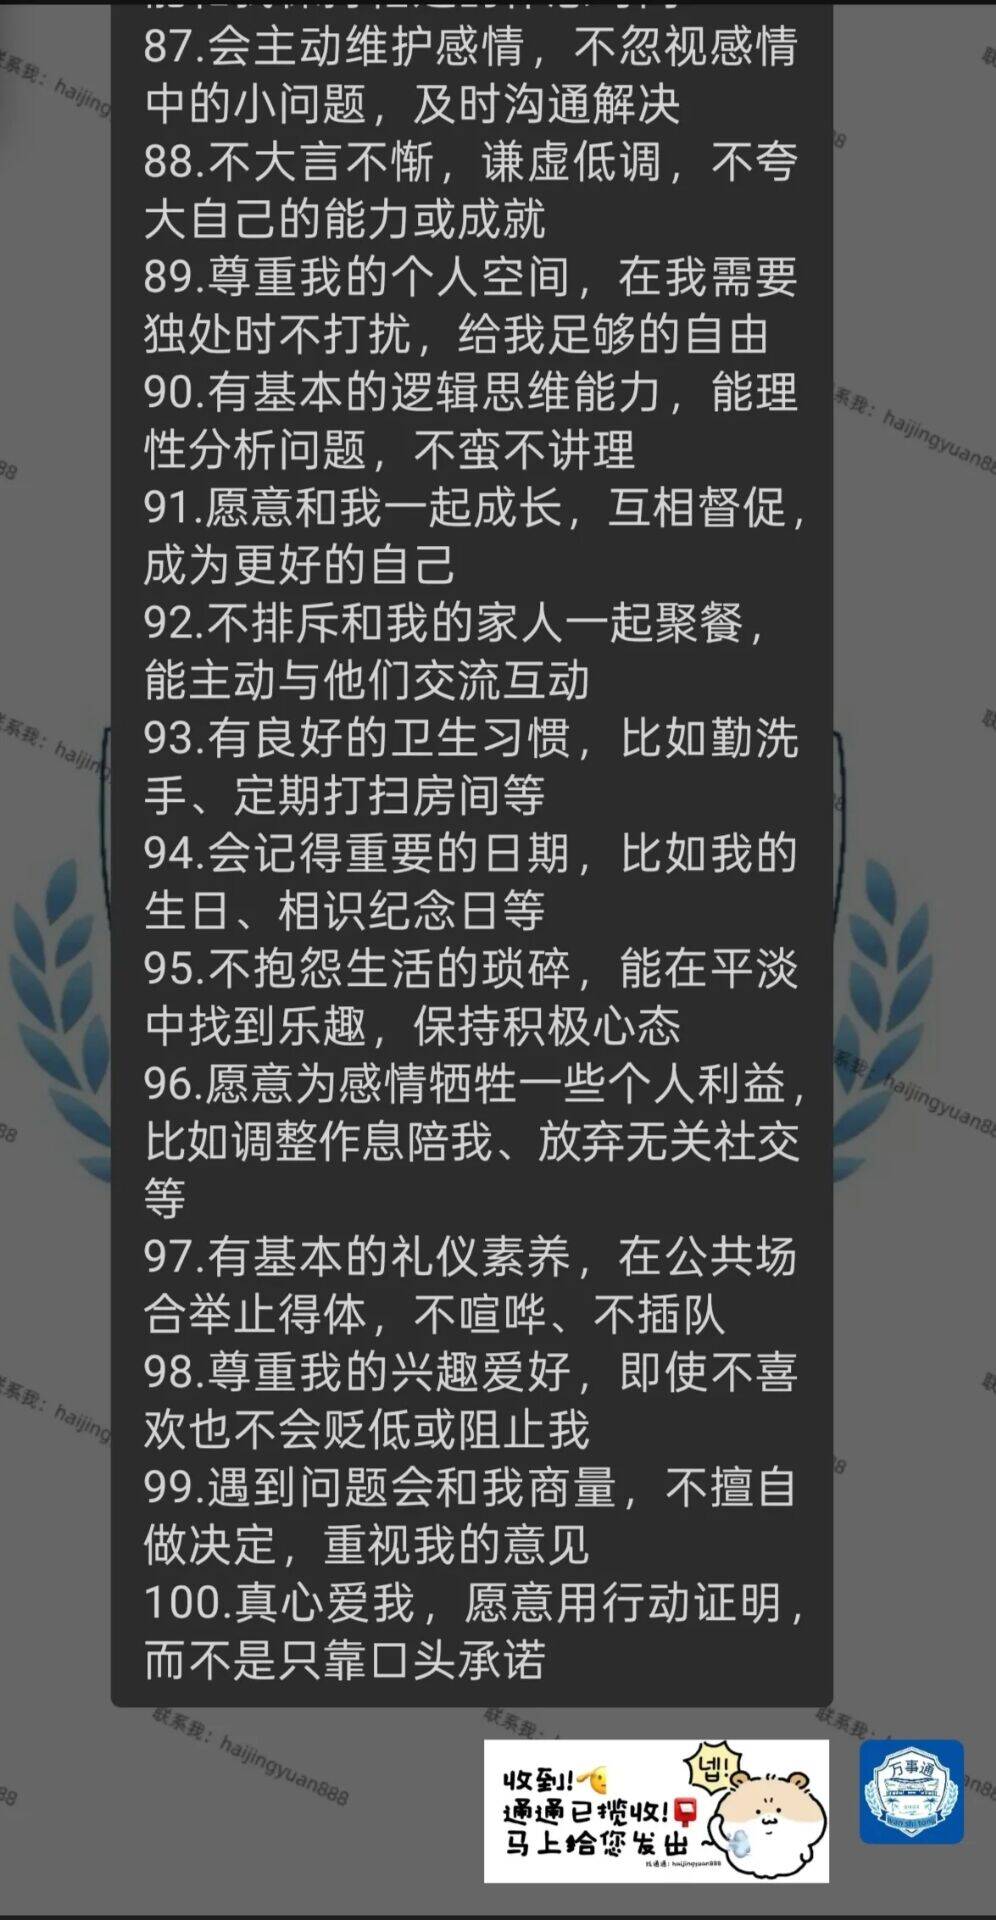 87.会主动维护感情，不忽视感情
中的小问题，及时沟通解决
88.不大言不惭，谦虚低调，不夸
大自己的能力或成就
89.尊重我的个人空间，在我需要
独处时不打扰，给我足够的自由
90.有基本的逻辑思维能力，能理
性分析问题，不蛮不讲理
91.愿意和我一起成长，互相督促，
成为更好的自己
92.不排斥和我的家人一起聚餐，
能主动与他们交流互动
93.有良好的卫生习惯，比如勤洗
手、定期打扫房间等
94.会记得重要的日期，比如我的
生日、相识纪念日等
95.不抱怨生活的琐碎，能在平淡
中找到乐趣，保持积极心态
96.愿意为感情牺牲一些个人利益，
比如调整作息陪我、放弃无关社交
等
97.有基本的礼仪素养，在公共场
合举止得体，不喧哗、不插队
98.尊重我的兴趣爱好，即使不喜
欢也不会贬低或阻止我
99.遇到问题会和我商量，不擅自
做决定，重视我的意见
100.真心爱我，愿意用行动证明，
而不是只靠口头承诺
联系我：haijingyuan888
收到!
通通已揽收!
马上给您发出
找通通：haijingyuan888
넵!
万事通
wan shi tong